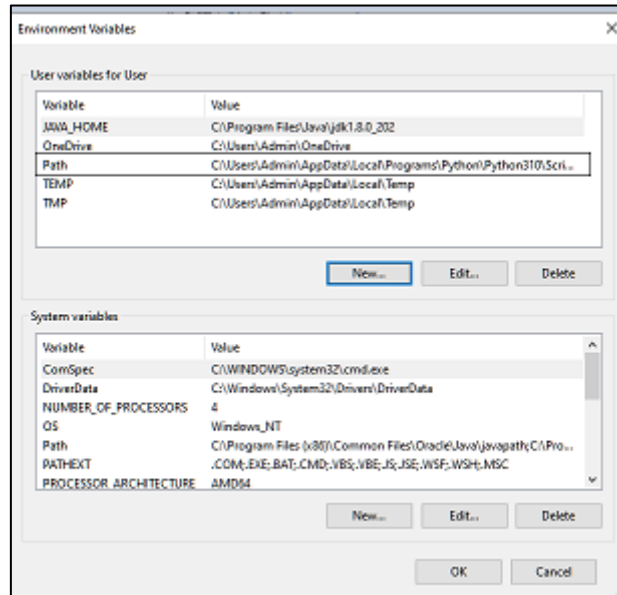 Environment Variables
User variables for User
Variable Value
JAVA_HOME C:\Program Files\Java\jdk1.8.0_202
OneDrive C:\Users\Admin\OneDrive
Path C:\Users\Admin\AppData\Local\Programs\Python\Python310\Scri...
TEMP C:\Users\Admin\AppData\Local\Temp
TMP C:\Users\Admin\AppData\Local\Temp
New... Edit... Delete
System variables
Variable Value
ComSpec C:\WINDOWS\system32\cmd.exe
DriverData C:\Windows\System32\Drivers\DriverData
NUMBER_OF_PROCESSORS 4
OS Windows_NT
Path C:\Program Files (x86)\Common Files\Oracle\Java\javapath;C:\Pro...
PATHEXT .COM;.EXE;.BAT;.CMD;.VBS;.VBE;.JS;.JSE;.WSF;.WSH;.MSC
PROCESSOR_ARCHITECTURE AMD64
New... Edit... Delete
OK Cancel